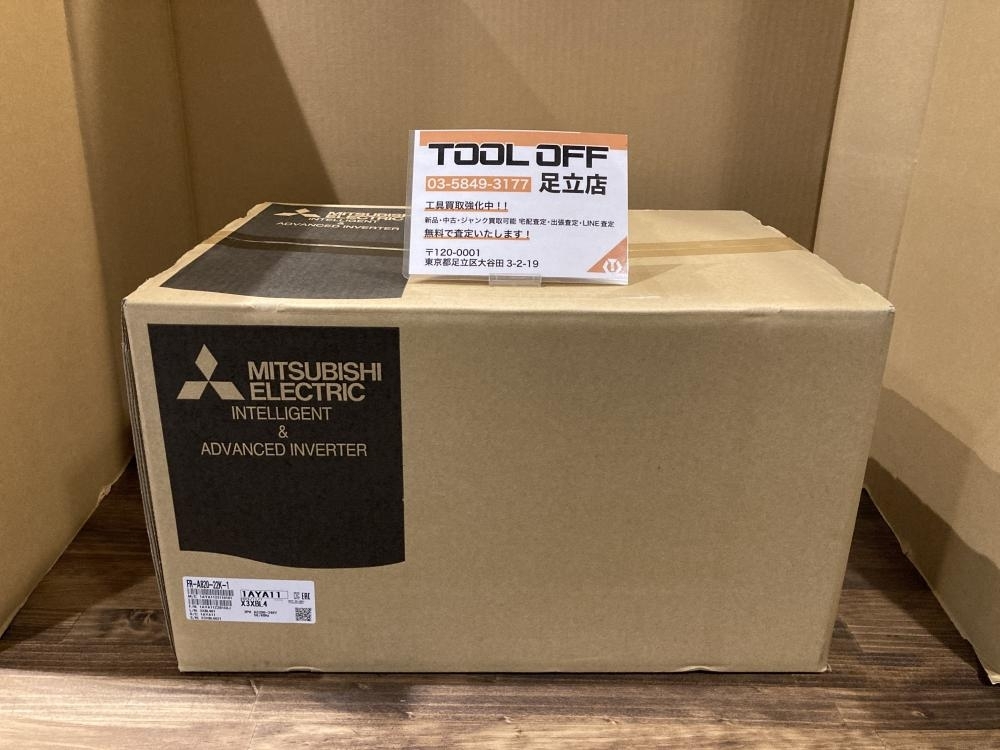 TOOL OFF
03-5849-3177 足立店
工具買取強化中！！
新品・中古・ジャンク買取可能 宅配査定・出張査定・LINE査定
無料で査定いたします！
〒120-0001
東京都足立区大谷田 3-2-19
MITSUBISHI
ELECTRIC
INTELLIGENT
ADVANCED INVERTER
MITSUBISHI
ELECTRIC
INTELLIGENT
&
ADVANCED INVERTER
FR-A820-22K-1
1AYA11
X3XBL4